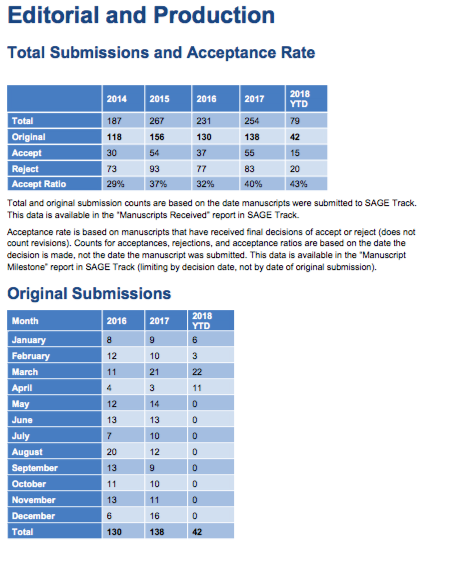 Editorial and Production
Total Submissions and Acceptance Rate
2014 2015 2016 2017 2018 YTD
Total 187 267 231 254 79
Original 118 156 130 138 42
Accept 30 54 37 55 15
Reject 73 93 77 83 20
Accept Ratio 29% 37% 32% 40% 43%
Total and original submission counts are based on the date manuscripts were submitted to SAGE Track.
This data is available in the "Manuscripts Received" report in SAGE Track.
Acceptance rate is based on manuscripts that have received final decisions of accept or reject (does not
count revisions). Counts for acceptances, rejections, and acceptance ratios are based on the date the
decision is made, not the date the manuscript was submitted. This data is available in the "Manuscript
Milestone" report in SAGE Track (limiting by decision date, not by date of original submission).
Original Submissions
Month 2016 2017 2018 YTD
January 8 9 6
February 12 10 3
March 11 21 22
April 4 3 11
May 12 14 0
June 13 13 0
July 7 10 0
August 20 12 0
September 13 9 0
October 11 10 0
November 13 11 0
December 6 16 0
Total 130 138 42